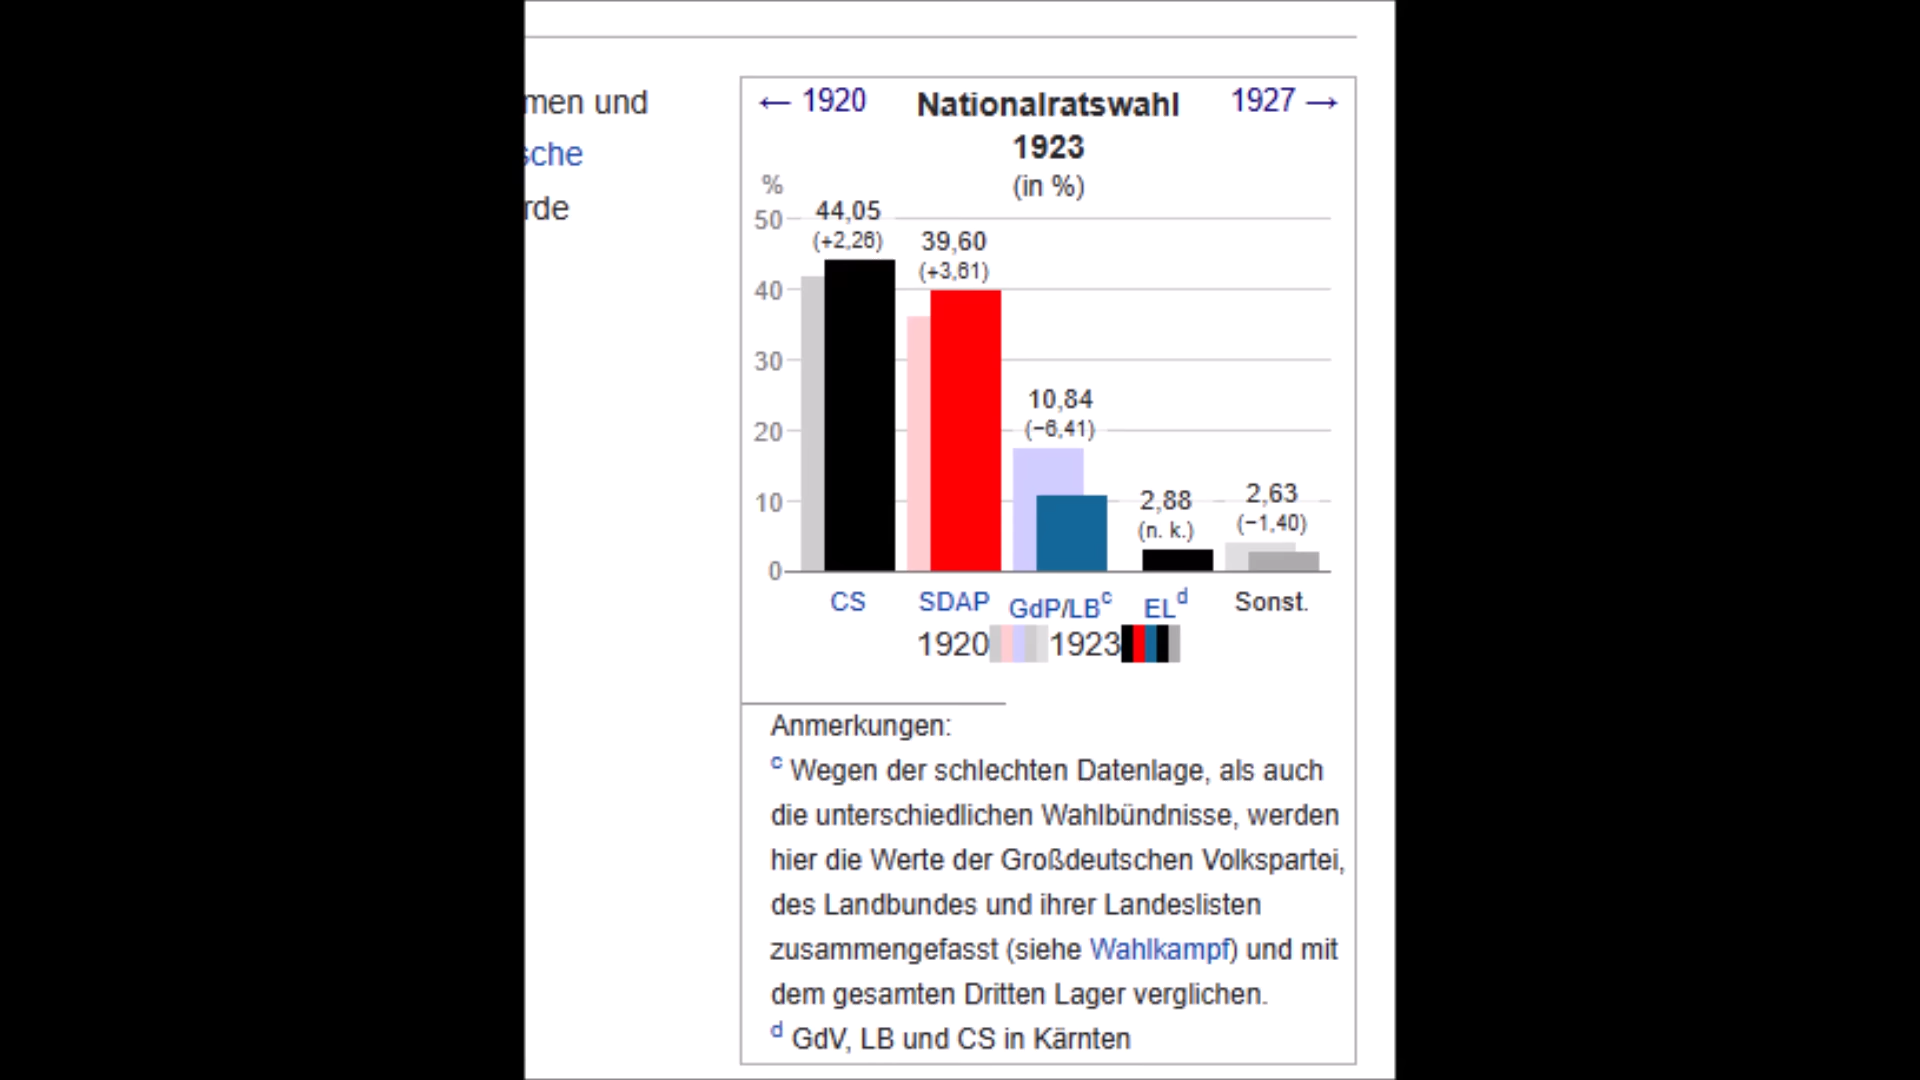 men und
sche
rde
← 1920 Nationalratswahl 1927 →
1923
(in %)
%
50
40
30
20
10
0
44,05
(+2,26)
39,60
(+3,61)
10,84
(−6,41)
2,88
(n. k.)
2,63
(−1,40)
CS SDAP GdP/LBc ELd Sonst.
1920 1923
Anmerkungen:
c Wegen der schlechten Datenlage, als auch
die unterschiedlichen Wahlbündnisse, werden
hier die Werte der Großdeutschen Volkspartei,
des Landbundes und ihrer Landeslisten
zusammengefasst (siehe Wahlkampf) und mit
dem gesamten Dritten Lager verglichen.
d GdV, LB und CS in Kärnten